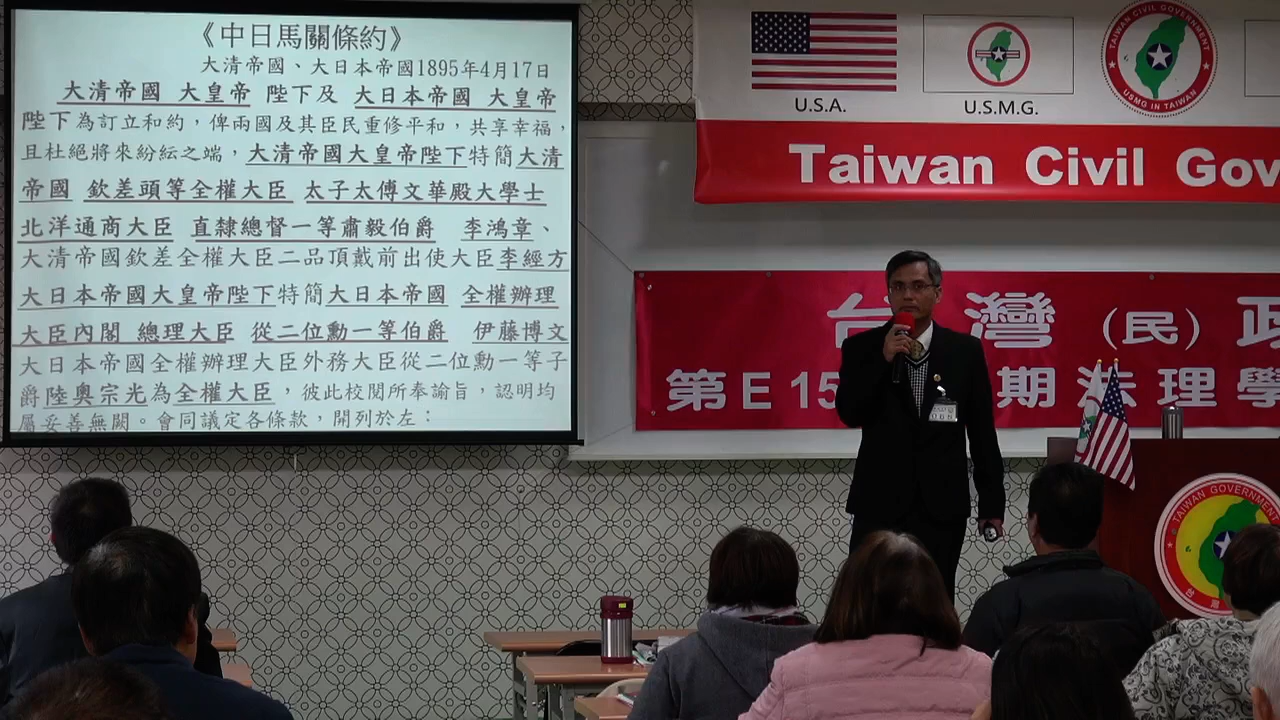 《中日馬關條約》
大清帝國、大日本帝國1895年4月17日
大清帝國 大皇帝 陛下及 大日本帝國 大皇帝
陛下為訂立和約，俾兩國及其臣民重修平和，共享幸福，
且杜絕將來紛紜之端，大清帝國大皇帝陛下特簡大清
帝國 欽差頭等全權大臣 太子太傅文華殿大學士
北洋通商大臣 直隸總督一等肅毅伯爵 李鴻章、
大清帝國欽差全權大臣二品頂戴前出使大臣李經方
大日本帝國大皇帝陛下特簡大日本帝國 全權辦理
大臣內閣 總理大臣 從二位勳一等伯爵 伊藤博文
大日本帝國全權辦理大臣外務大臣從二位勳一等子
爵陸奧宗光為全權大臣，彼此校閱所奉諭旨，認明均
屬妥善無闕。會同議定各條款，開列於左：
U.S.A.
U.S.M.G.
TAIWAN CIVIL GOVERNMENT
USMG IN TAIWAN
Taiwan Civil Gov
台灣（民）政
第E15 期法理學
TAIWAN GOVERNMENT
台灣